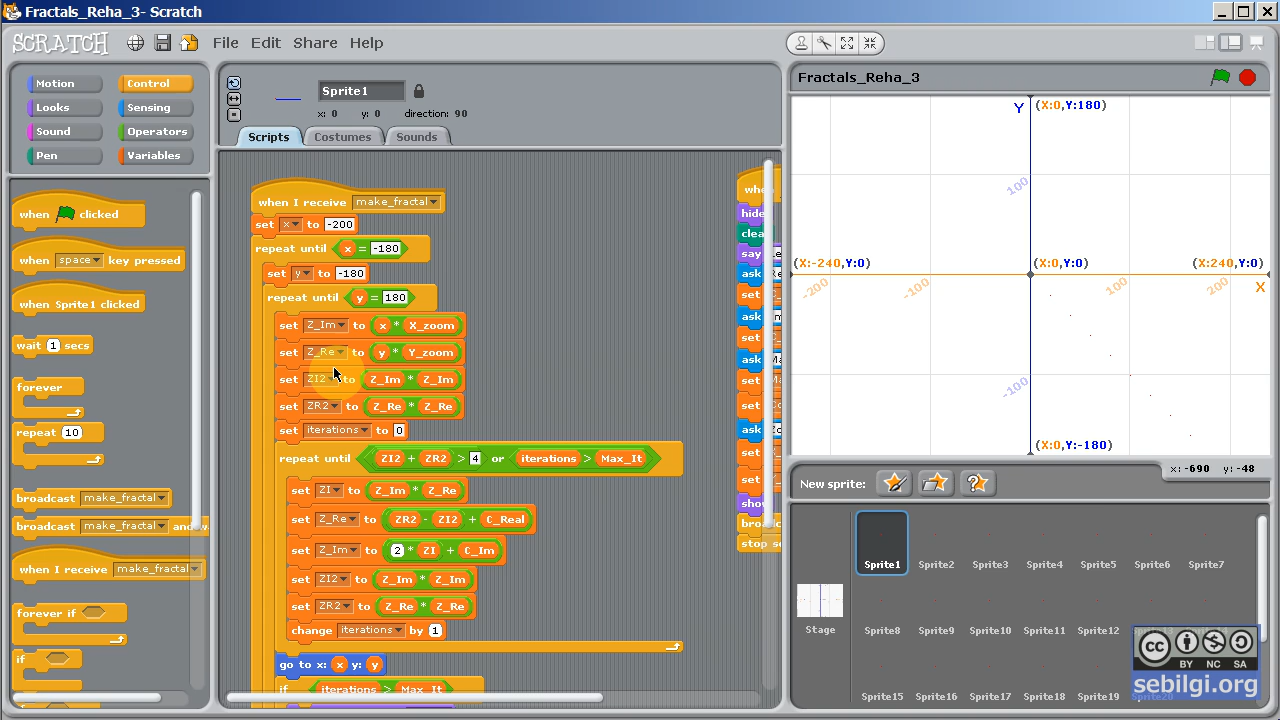 Fractals_Reha_3- Scratch
SCRATCH File Edit Share Help
Motion Control
Looks Sensing
Sound Operators
Pen Variables
when clicked
when space key pressed
when Sprite1 clicked
wait 1 secs
forever
repeat 10
broadcast make_fractal
broadcast make_fractal and w
when I receive make_fractal
forever if
if
Sprite1
x: 0 y: 0 direction: 90
Scripts Costumes Sounds
when I receive make_fractal
set x to -200
repeat until x = -180
set y to -180
repeat until y = 180
set Z_Im to x * X_zoom
set Z_Re to y * Y_zoom
set ZI2 to Z_Im * Z_Im
set ZR2 to Z_Re * Z_Re
set iterations to 0
repeat until ZI2 + ZR2 > 4 or iterations > Max_It
set ZI to Z_Im * Z_Re
set Z_Re to ZR2 - ZI2 + C_Real
set Z_Im to 2 * ZI + C_Im
set ZI2 to Z_Im * Z_Im
set ZR2 to Z_Re * Z_Re
change iterations by 1
go to x: x y: y
if iterations > Max_It
whe
hide
clea
say
ask
set
ask
set
ask
set
set
ask
set
set
sho
broa
stop s
Fractals_Reha_3
Y (X:0,Y:180)
100
(X:-240,Y:0) (X:0,Y:0) (X:240,Y:0)
-200 -100 100 200 X
-100
(X:0,Y:-180)
x: -690 y: -48
New sprite:
Stage
Sprite1 Sprite2 Sprite3 Sprite4 Sprite5 Sprite6 Sprite7
Sprite8 Sprite9 Sprite10 Sprite11 Sprite12
Sprite15 Sprite16 Sprite17 Sprite18 Sprite19
CC BY NC SA
sebilgi.org